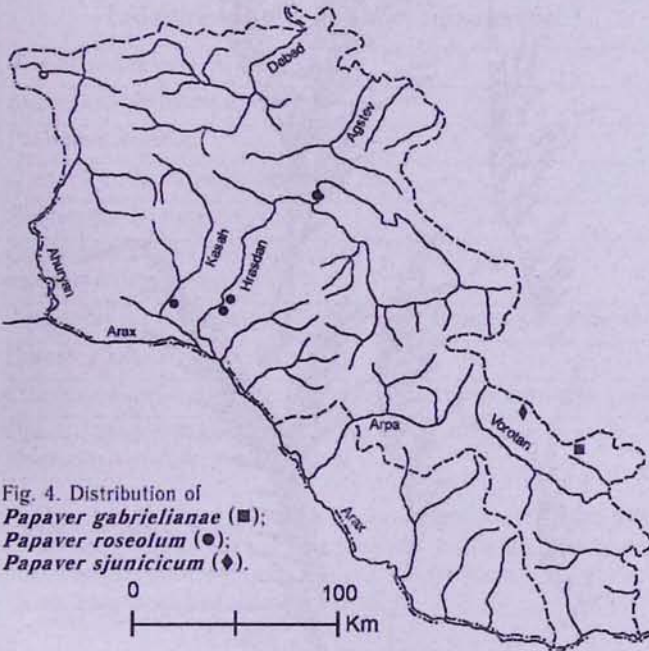 Debed
Agstev
Kasah
Hrasdan
Ahuryan
Arax
Arpa
Vorotan
Arax
Fig. 4. Distribution of
Papaver gabrielianae (■);
Papaver roseolum (●);
Papaver sjunicicum (♦).
0 100
Km